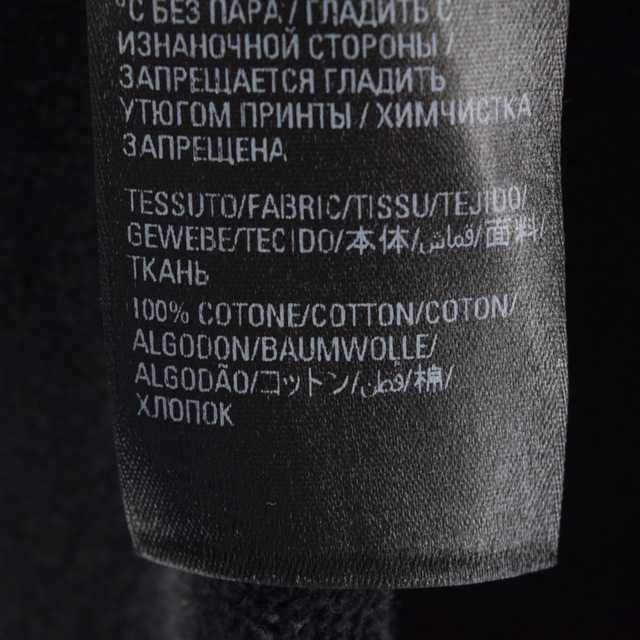 °С БЕЗ ПАРА / ГЛАДИТЬ С
ИЗНАНОЧНОЙ СТОРОНЫ /
ЗАПРЕЩАЕТСЯ ГЛАДИТЬ
УТЮГОМ ПРИНТЫ / ХИМЧИСТКА
ЗАПРЕЩЕНА
TESSUTO/FABRIC/TISSU/TEJIDO/
GEWEBE/TECIDO/本体/قماش/面料/
ТКАНЬ
100% COTONE/COTTON/COTON/
ALGODON/BAUMWOLLE/
ALGODÃO/コットン/قطن/棉/
ХЛОПОК